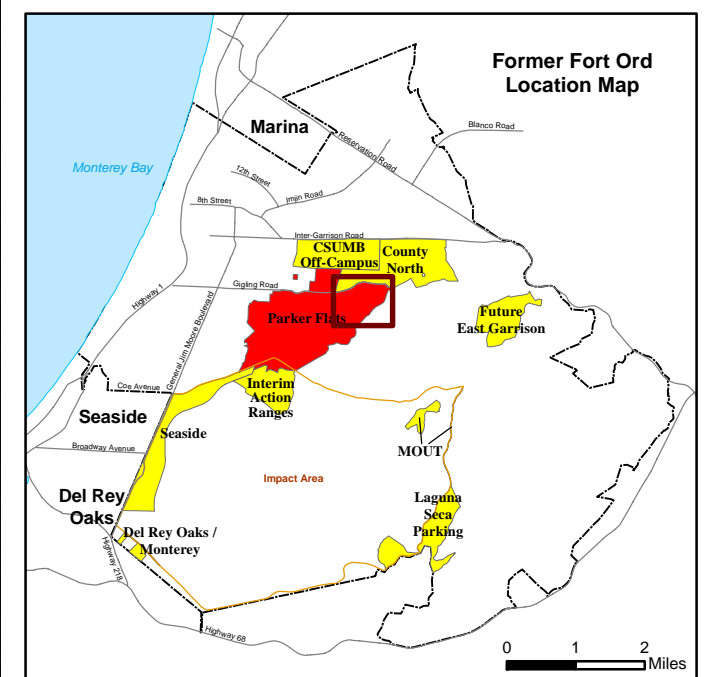 Former Fort Ord
Location Map
Marina
Blanco Road
Reservation Road
Monterey Bay
12th Street
Imjin Road
8th Street
Inter-Garrison Road
CSUMB
Off-Campus
County
North
Gigling Road
Highway 1
General Jim Moore Boulevard
Parker Flats
Future
East Garrison
Coe Avenue
Interim
Action
Ranges
Seaside
Seaside
Broadway Avenue
MOUT
Impact Area
Del Rey
Oaks
Laguna
Seca
Parking
Del Rey Oaks /
Monterey
Highway 218
Highway 68
0 1 2
Miles